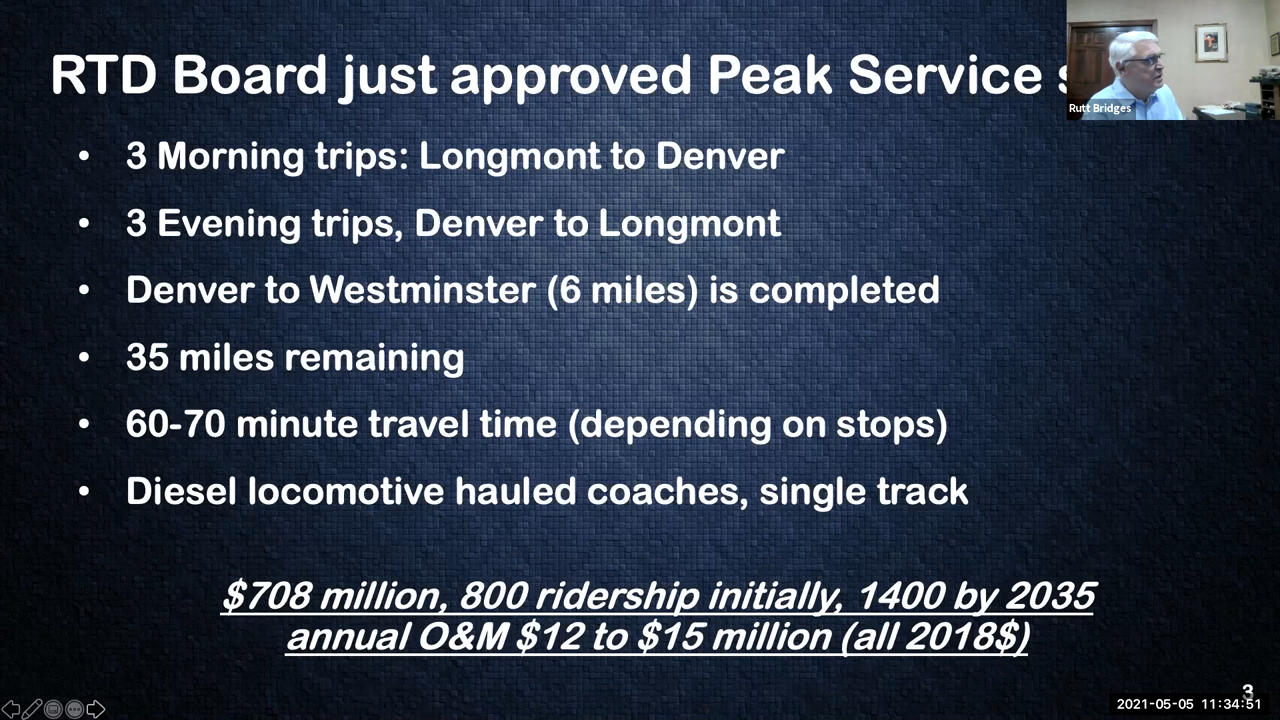 RTD Board just approved Peak Service
Rutt Bridges
• 3 Morning trips: Longmont to Denver
• 3 Evening trips, Denver to Longmont
• Denver to Westminster (6 miles) is completed
• 35 miles remaining
• 60-70 minute travel time (depending on stops)
• Diesel locomotive hauled coaches, single track
$708 million, 800 ridership initially, 1400 by 2035
annual O&M $12 to $15 million (all 2018$)
3
2021-05-05 11:34:51